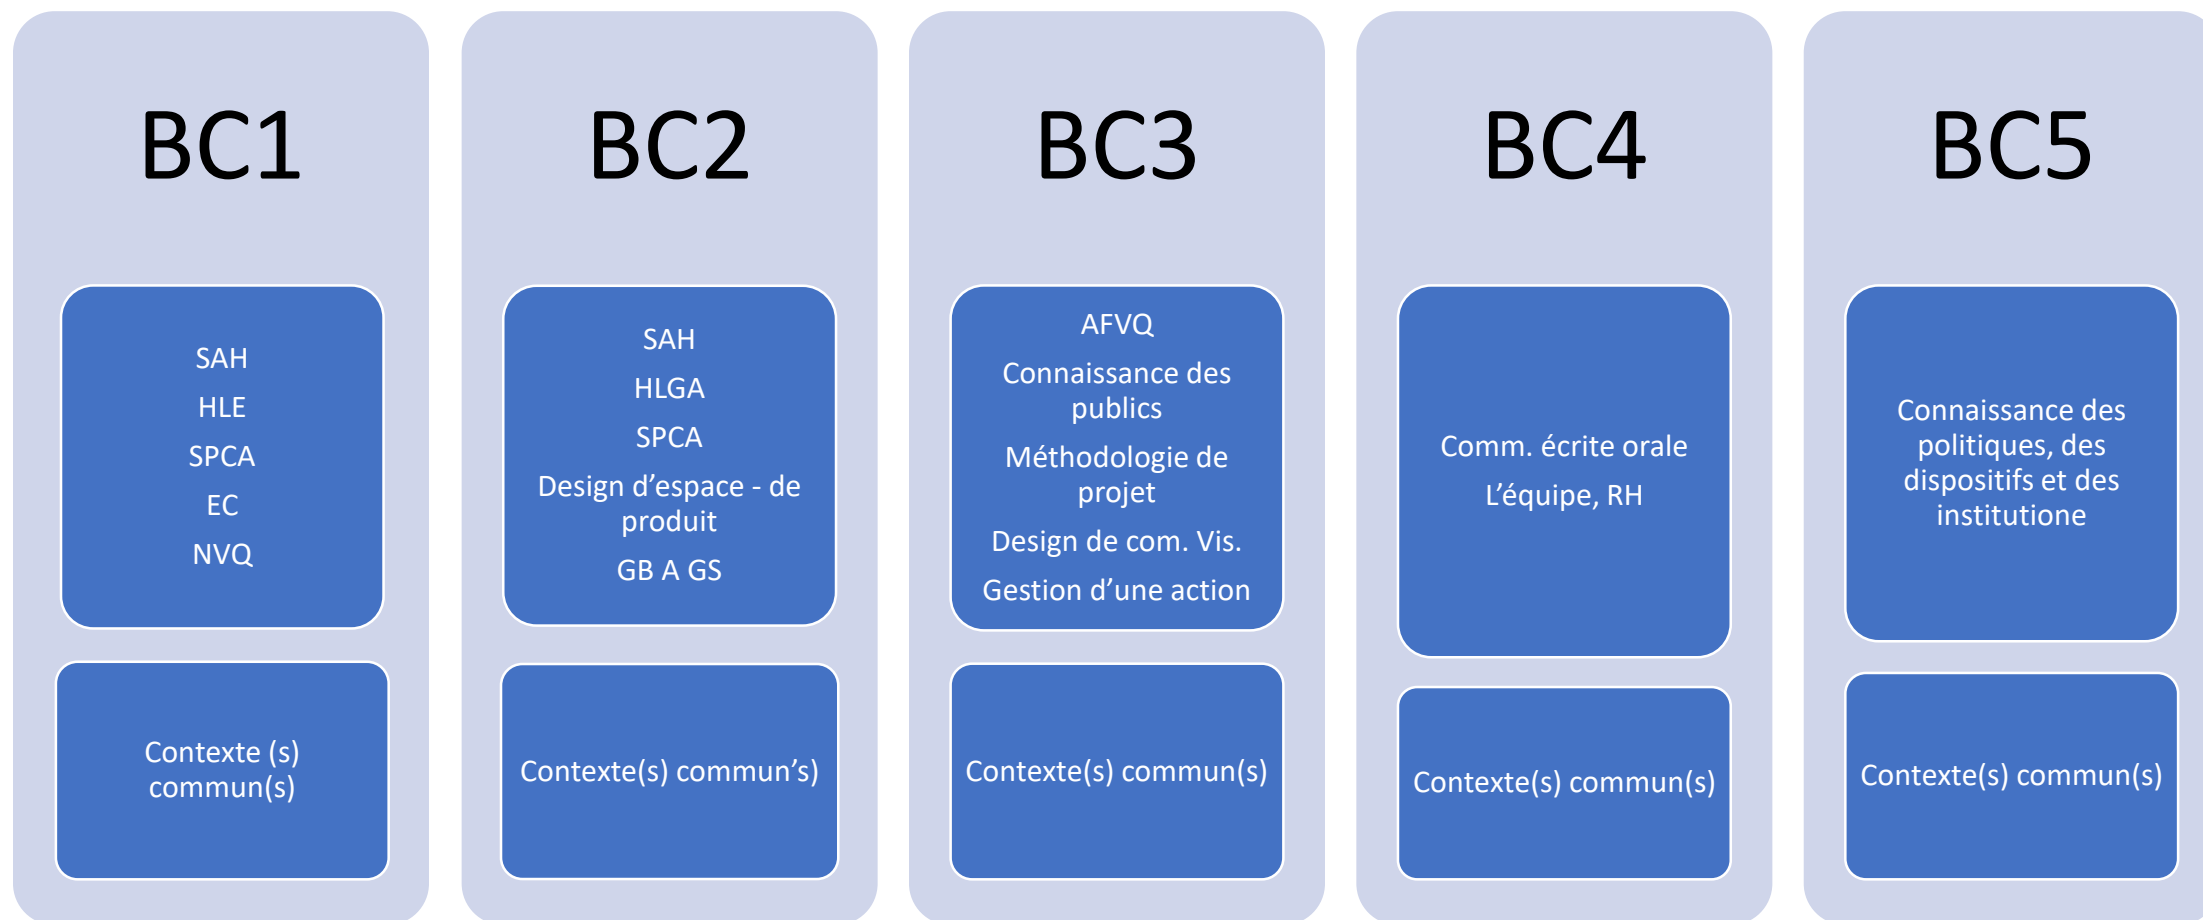 BC1
SAH
HLE
SPCA
EC
NVQ
Contexte (s)
commun(s)
BC2
SAH
HLGA
SPCA
Design d’espace - de
produit
GB A GS
Contexte(s) commun’s)
BC3
AFVQ
Connaissance des
publics
Méthodologie de
projet
Design de com. Vis.
Gestion d’une action
Contexte(s) commun(s)
BC4
Comm. écrite orale
L’équipe, RH
Contexte(s) commun(s)
BC5
Connaissance des
politiques, des
dispositifs et des
institutione
Contexte(s) commun(s)